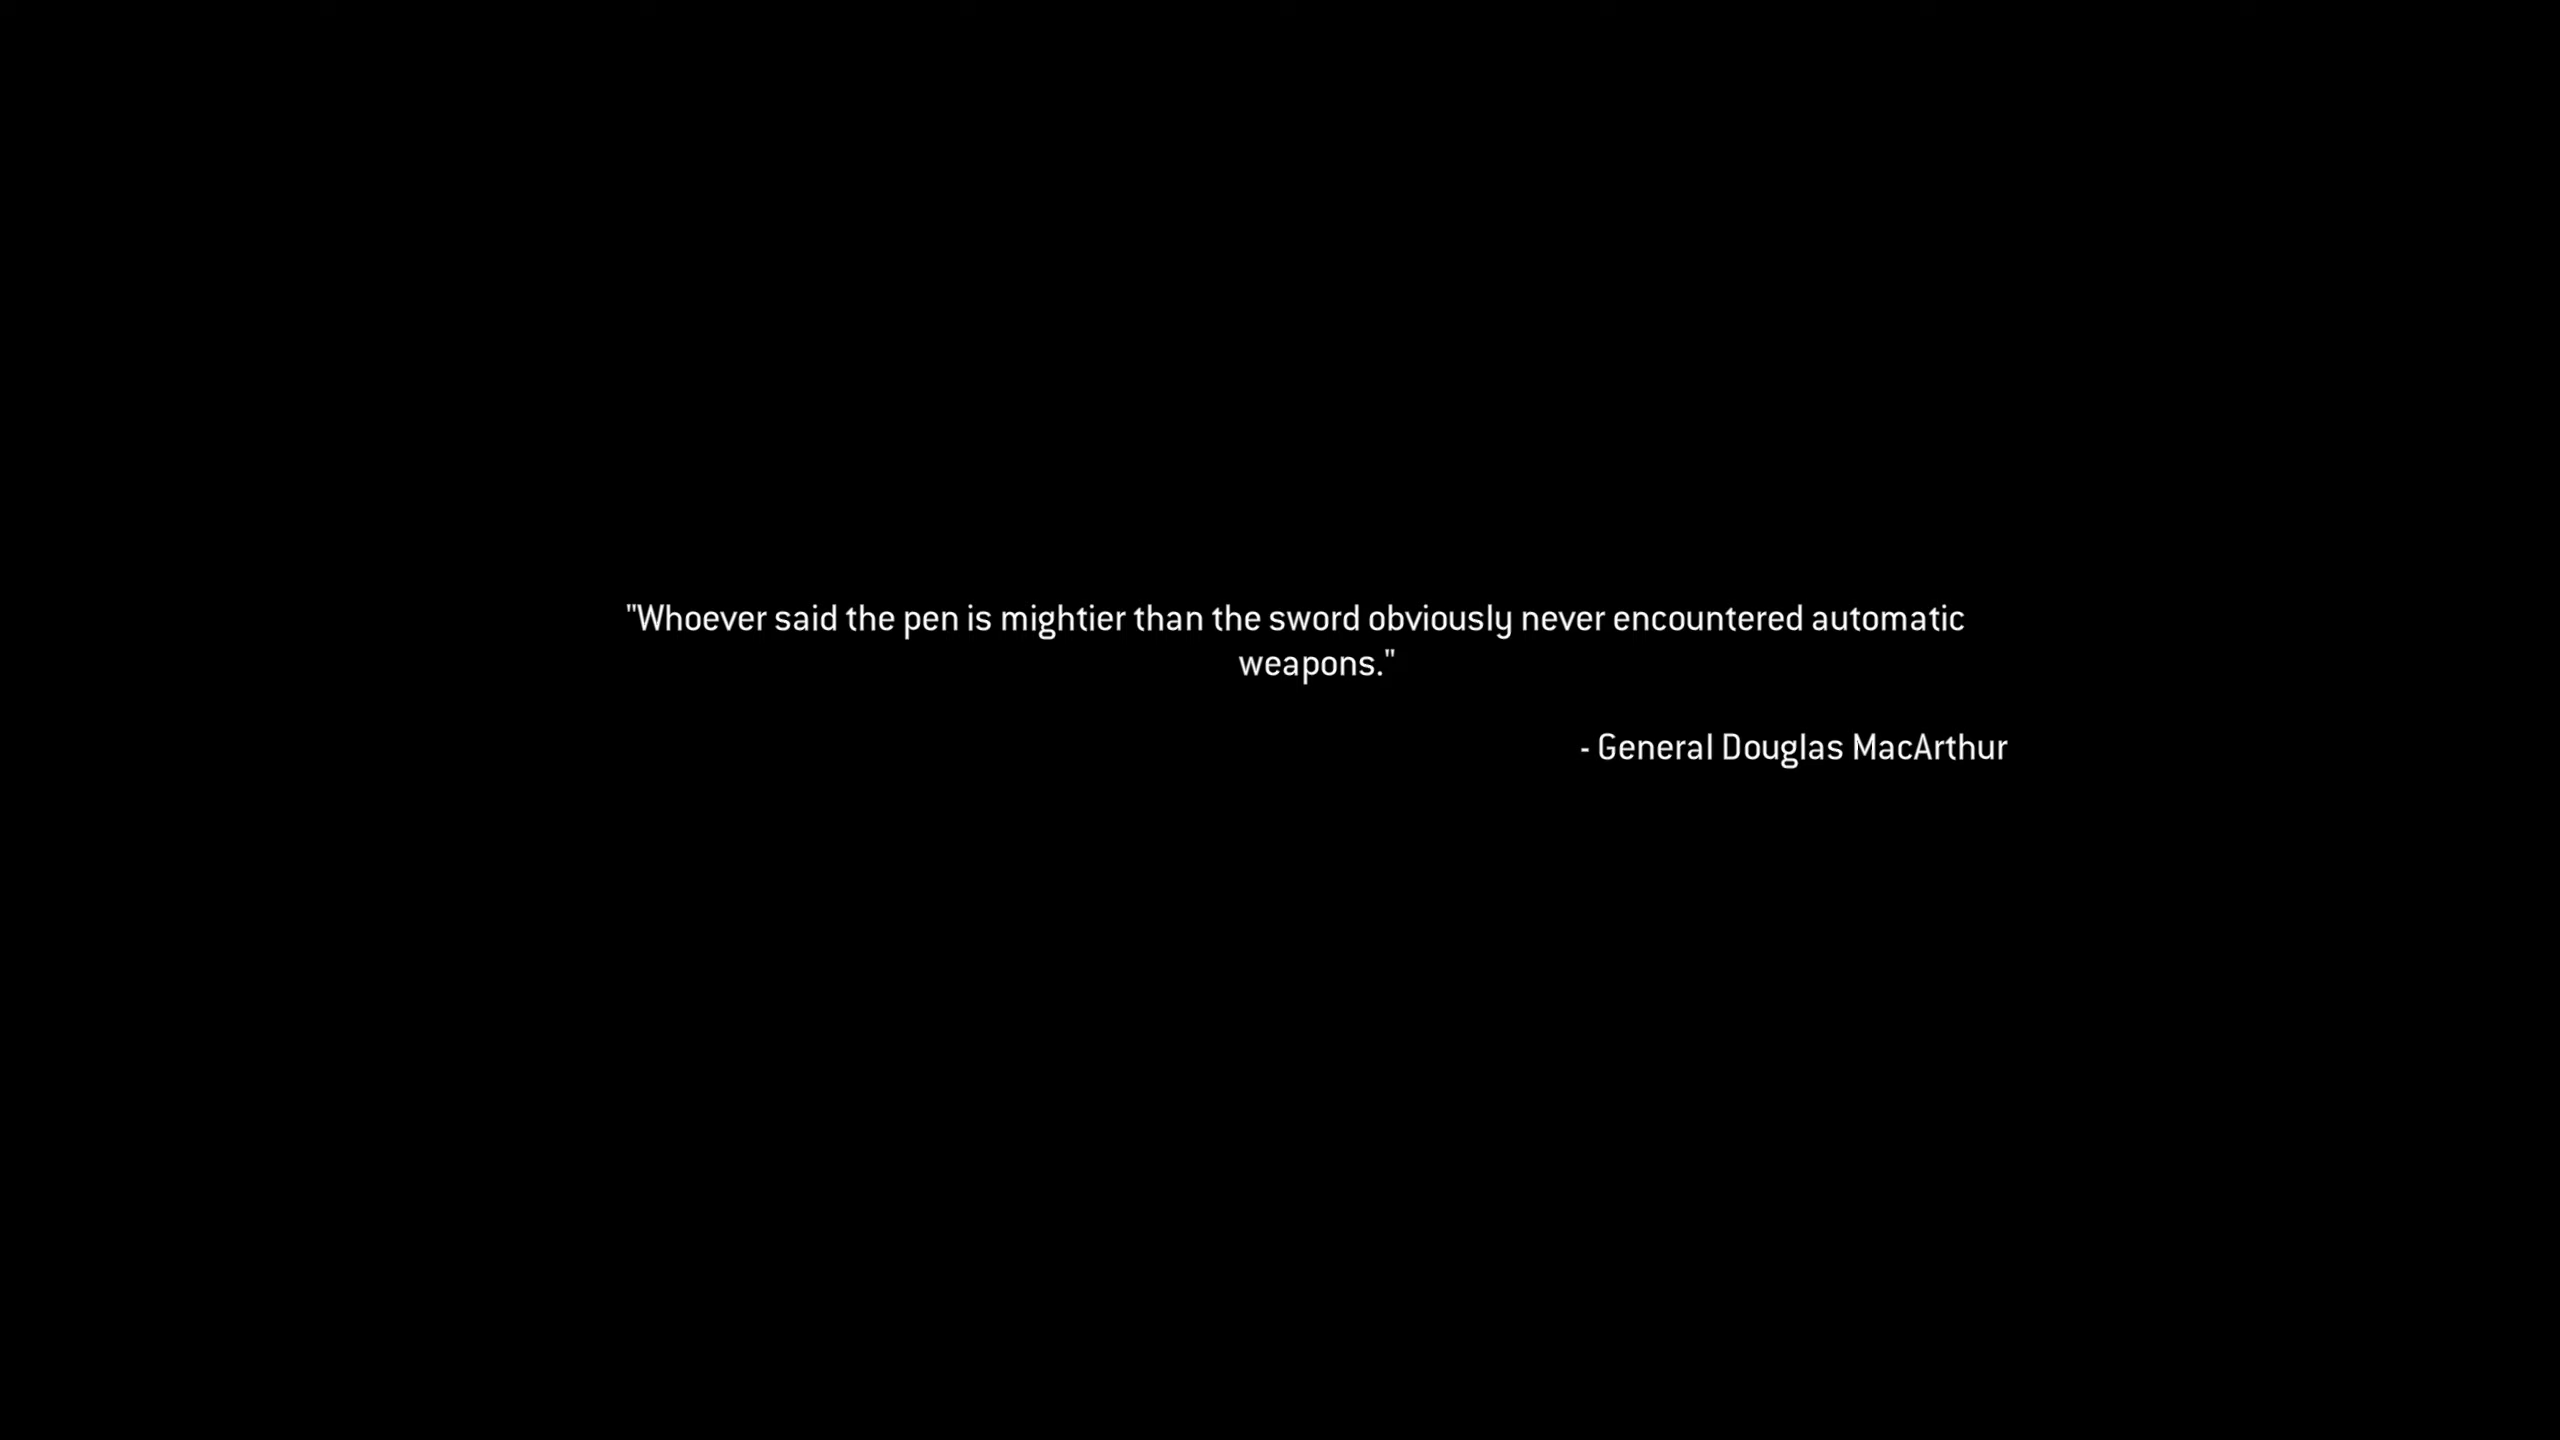 "Whoever said the pen is mightier than the sword obviously never encountered automatic
weapons."
- General Douglas MacArthur